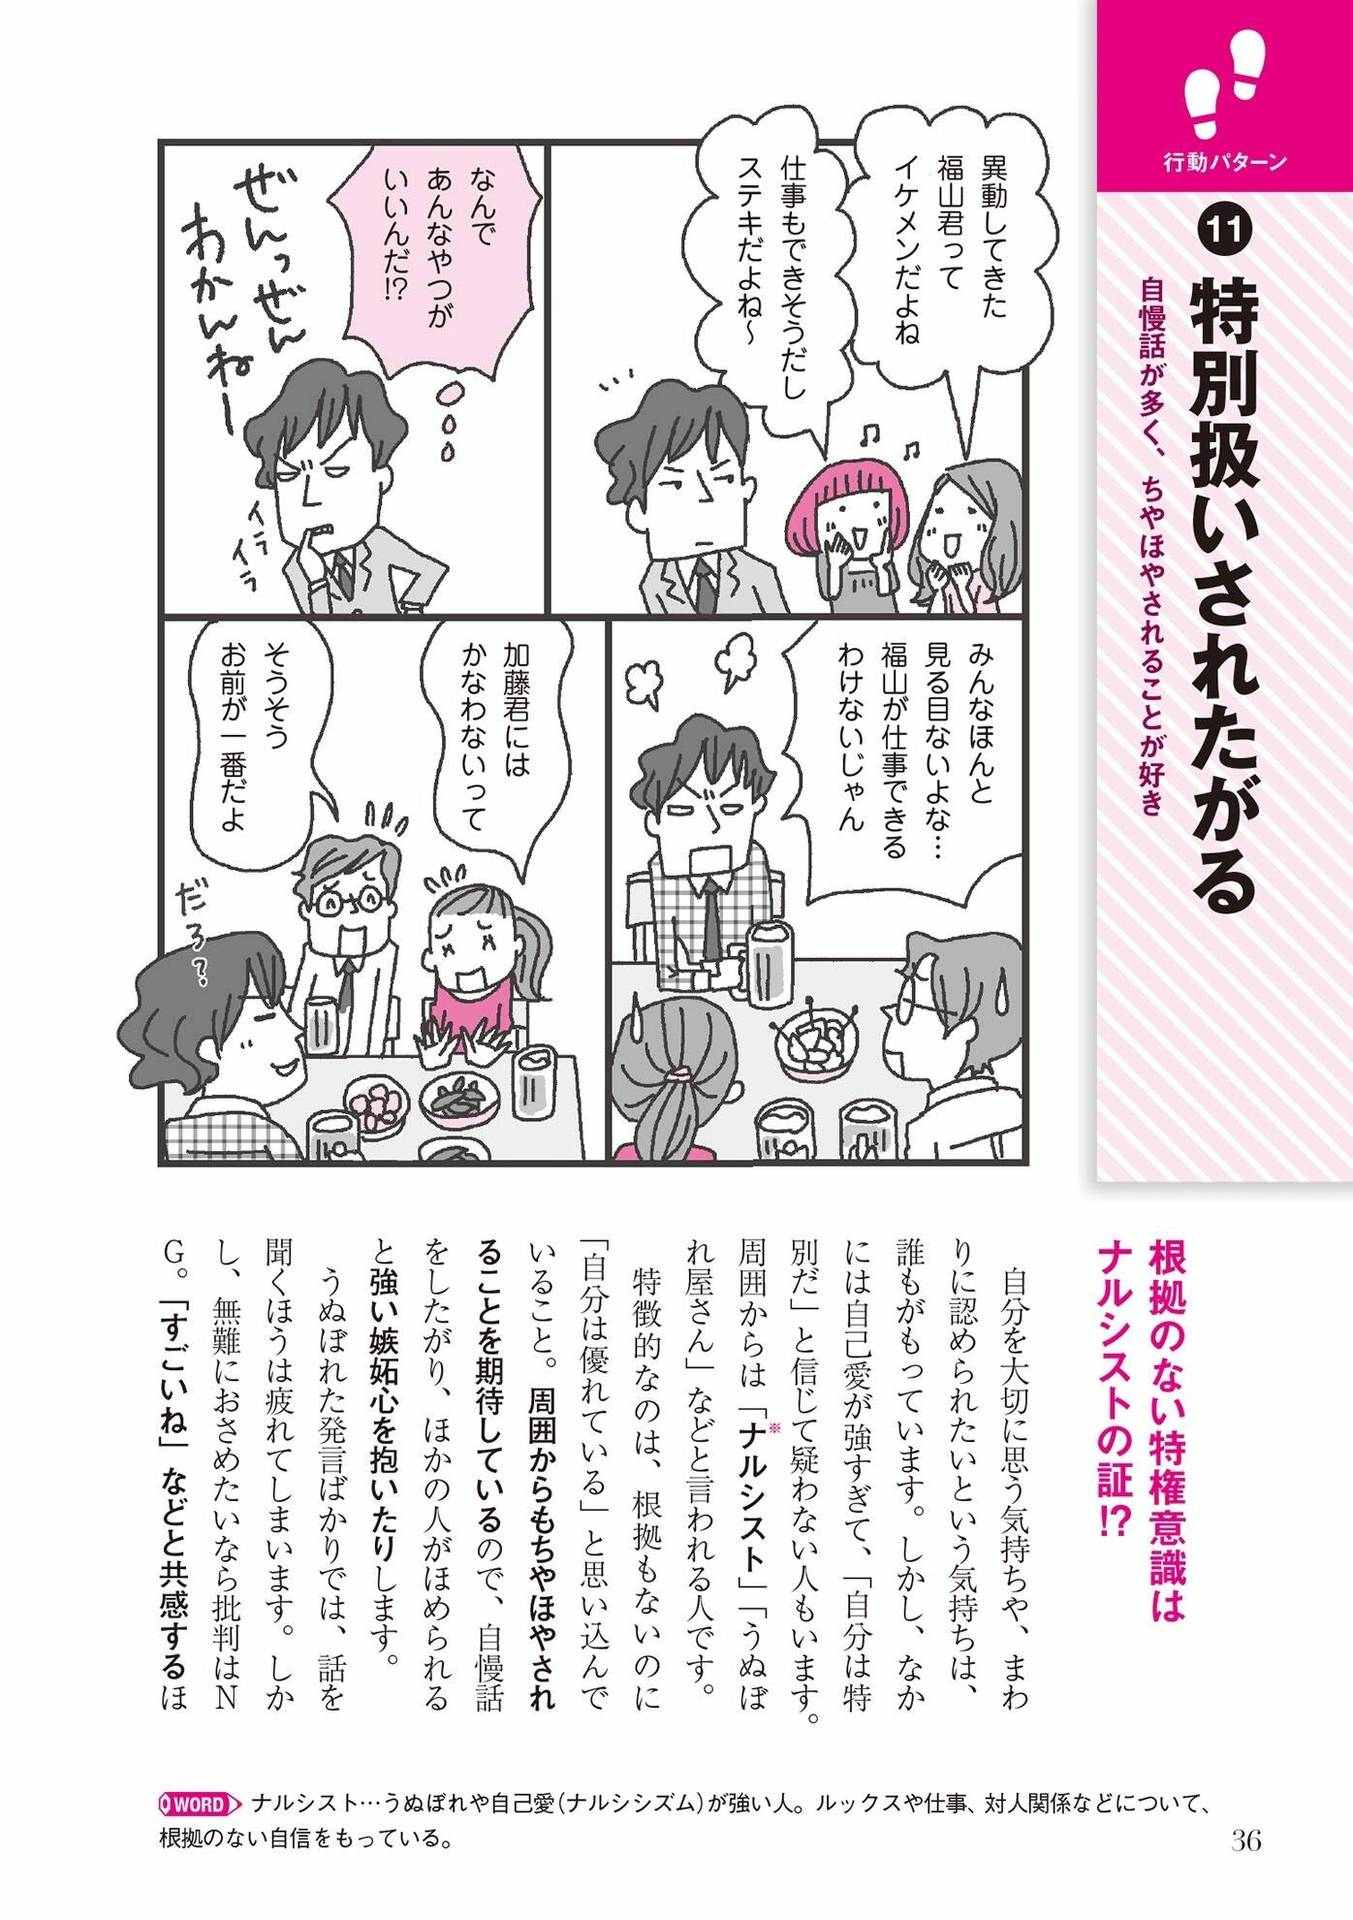 行動パターン
11
特別扱いされたがる
自慢話が多く、ちやほやされることが好き
異動してきた
福山君って
イケメンだよね
仕事もできそうだし
ステキだよね〜
なんで
あんなやつが
いいんだ!?
ぜんっぜん
わかんねー
イライラ
みんなほんと
見る目ないよな…
福山が仕事できる
わけないじゃん
加藤君には
かなわないって
そうそう
お前が一番だよ
だろ?
根拠のない特権意識は
ナルシストの証!?
自分を大切に思う気持ちや、まわ
りに認められたいという気持ちは、
誰もがもっています。しかし、なか
には自己愛が強すぎて、「自分は特
別だ」と信じて疑わない人もいます。
周囲からは「ナルシスト※」「うぬぼ
れ屋さん」などと言われる人です。
特徴的なのは、根拠もないのに
「自分は優れている」と思い込んで
いること。周囲からもちやほやされ
ることを期待しているので、自慢話
をしたがり、ほかの人がほめられる
と強い嫉妬心を抱いたりします。
うぬぼれた発言ばかりでは、話を
聞くほうは疲れてしまいます。しか
し、無難におさめたいなら批判はN
G。「すごいね」などと共感するほ
WORD ナルシスト…うぬぼれや自己愛(ナルシシズム)が強い人。ルックスや仕事、対人関係などについて、
根拠のない自信をもっている。
36